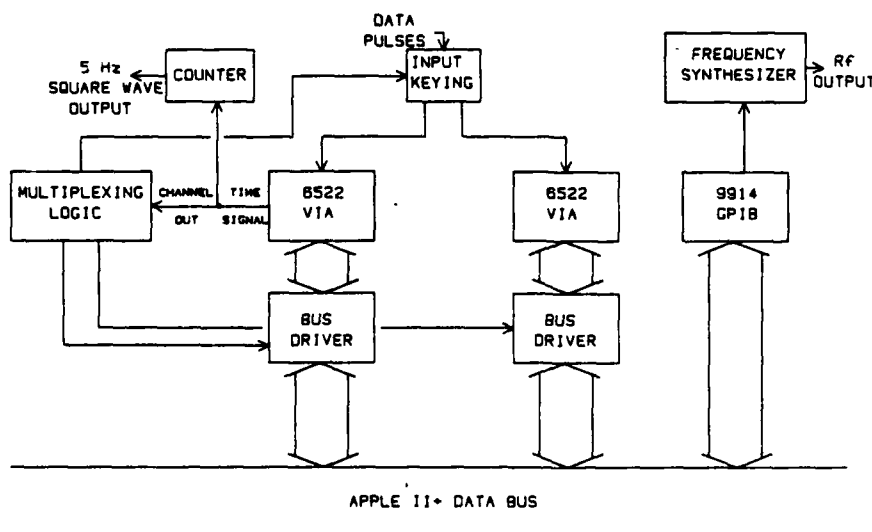 DATA
PULSES
5 Hz
SQUARE WAVE
OUTPUT
COUNTER
INPUT
KEYING
FREQUENCY
SYNTHESIZER
Rf
OUTPUT
MULTIPLEXING
LOGIC
CHANNEL TIME
OUT SIGNAL
6522
VIA
6522
VIA
9914
GPIB
BUS
DRIVER
BUS
DRIVER
APPLE II+ DATA BUS